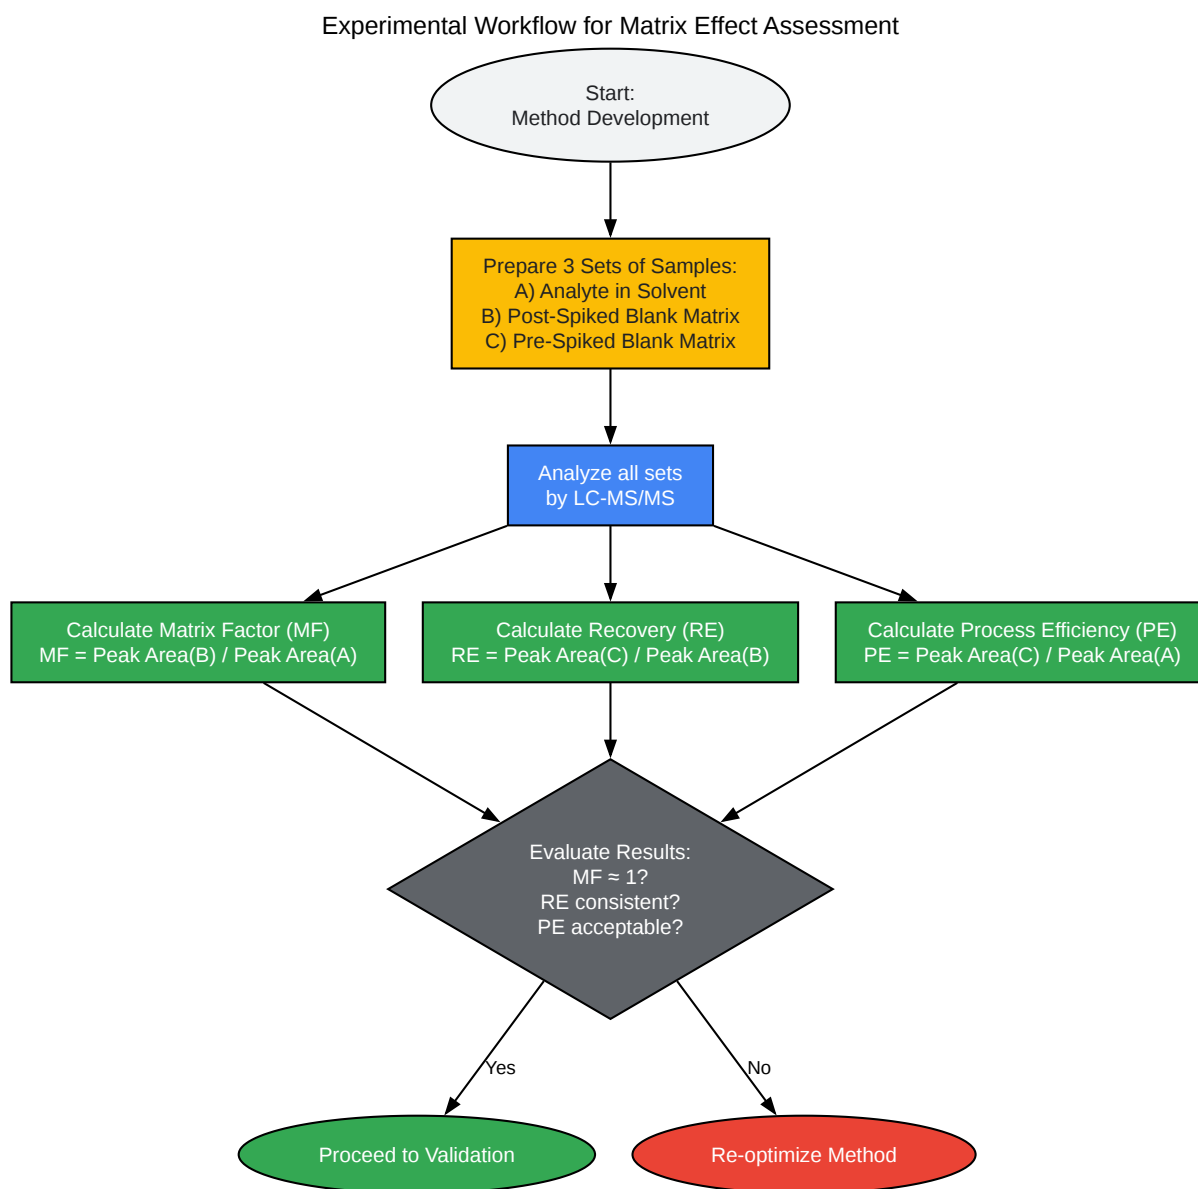 Experimental Workflow for Matrix Effect Assessment
Start:
Method Development
Prepare 3 Sets of Samples:
A) Analyte in Solvent
B) Post-Spiked Blank Matrix
C) Pre-Spiked Blank Matrix
Analyze all sets
by LC-MS/MS
Calculate Matrix Factor (MF)
MF = Peak Area(B) / Peak Area(A)
Calculate Recovery (RE)
RE = Peak Area(C) / Peak Area(B)
Calculate Process Efficiency (PE)
PE = Peak Area(C) / Peak Area(A)
Evaluate Results:
MF ≈ 1?
RE consistent?
PE acceptable?
Yes
No
Proceed to Validation
Re-optimize Method